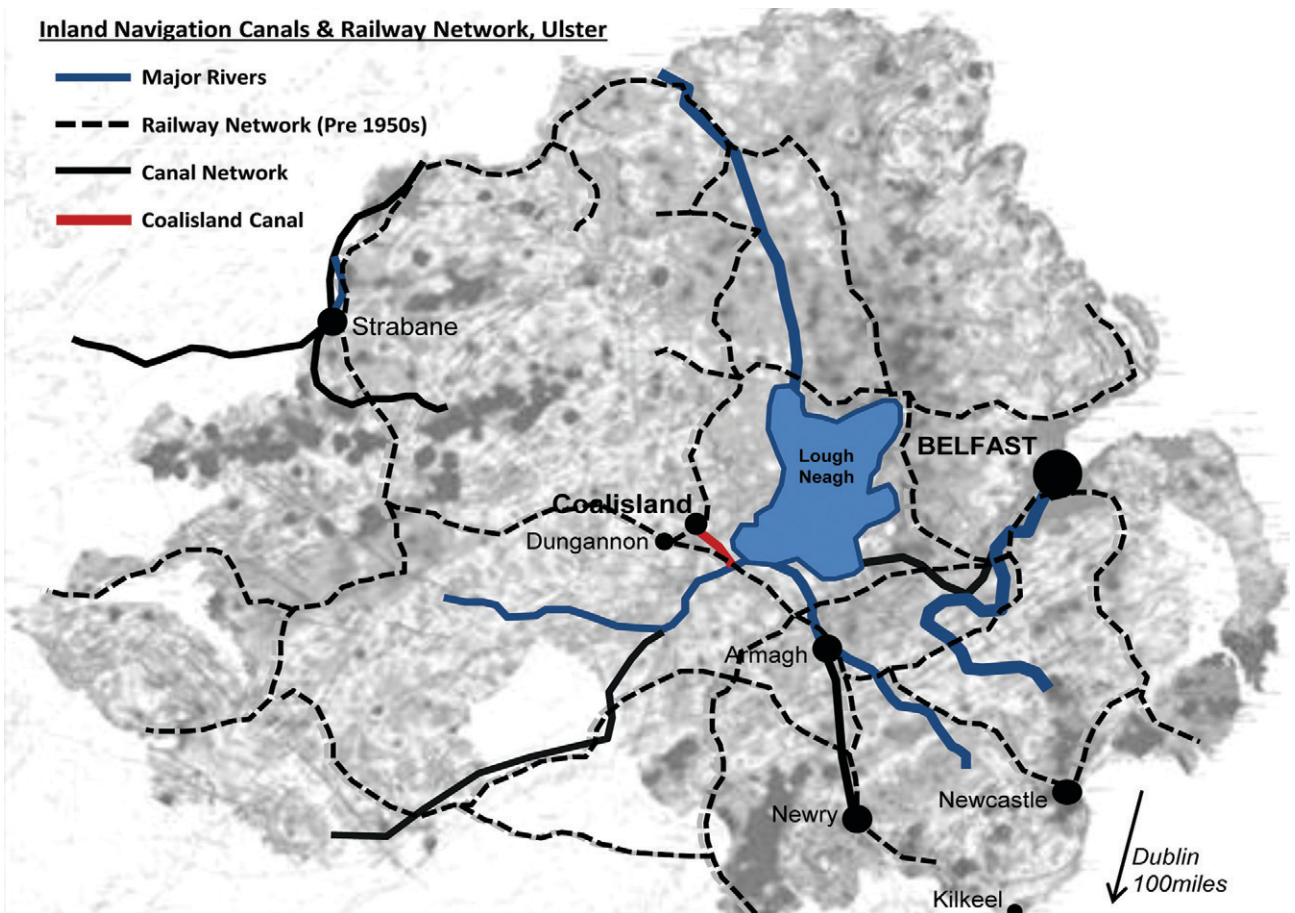 Inland Navigation Canals & Railway Network, Ulster
Major Rivers
Railway Network (Pre 1950s)
Canal Network
Coalisland Canal
Strabane
Lough
Neagh
BELFAST
Coalisland
Dungannon
Armagh
Newry
Newcastle
Dublin
100miles
Kilkeel